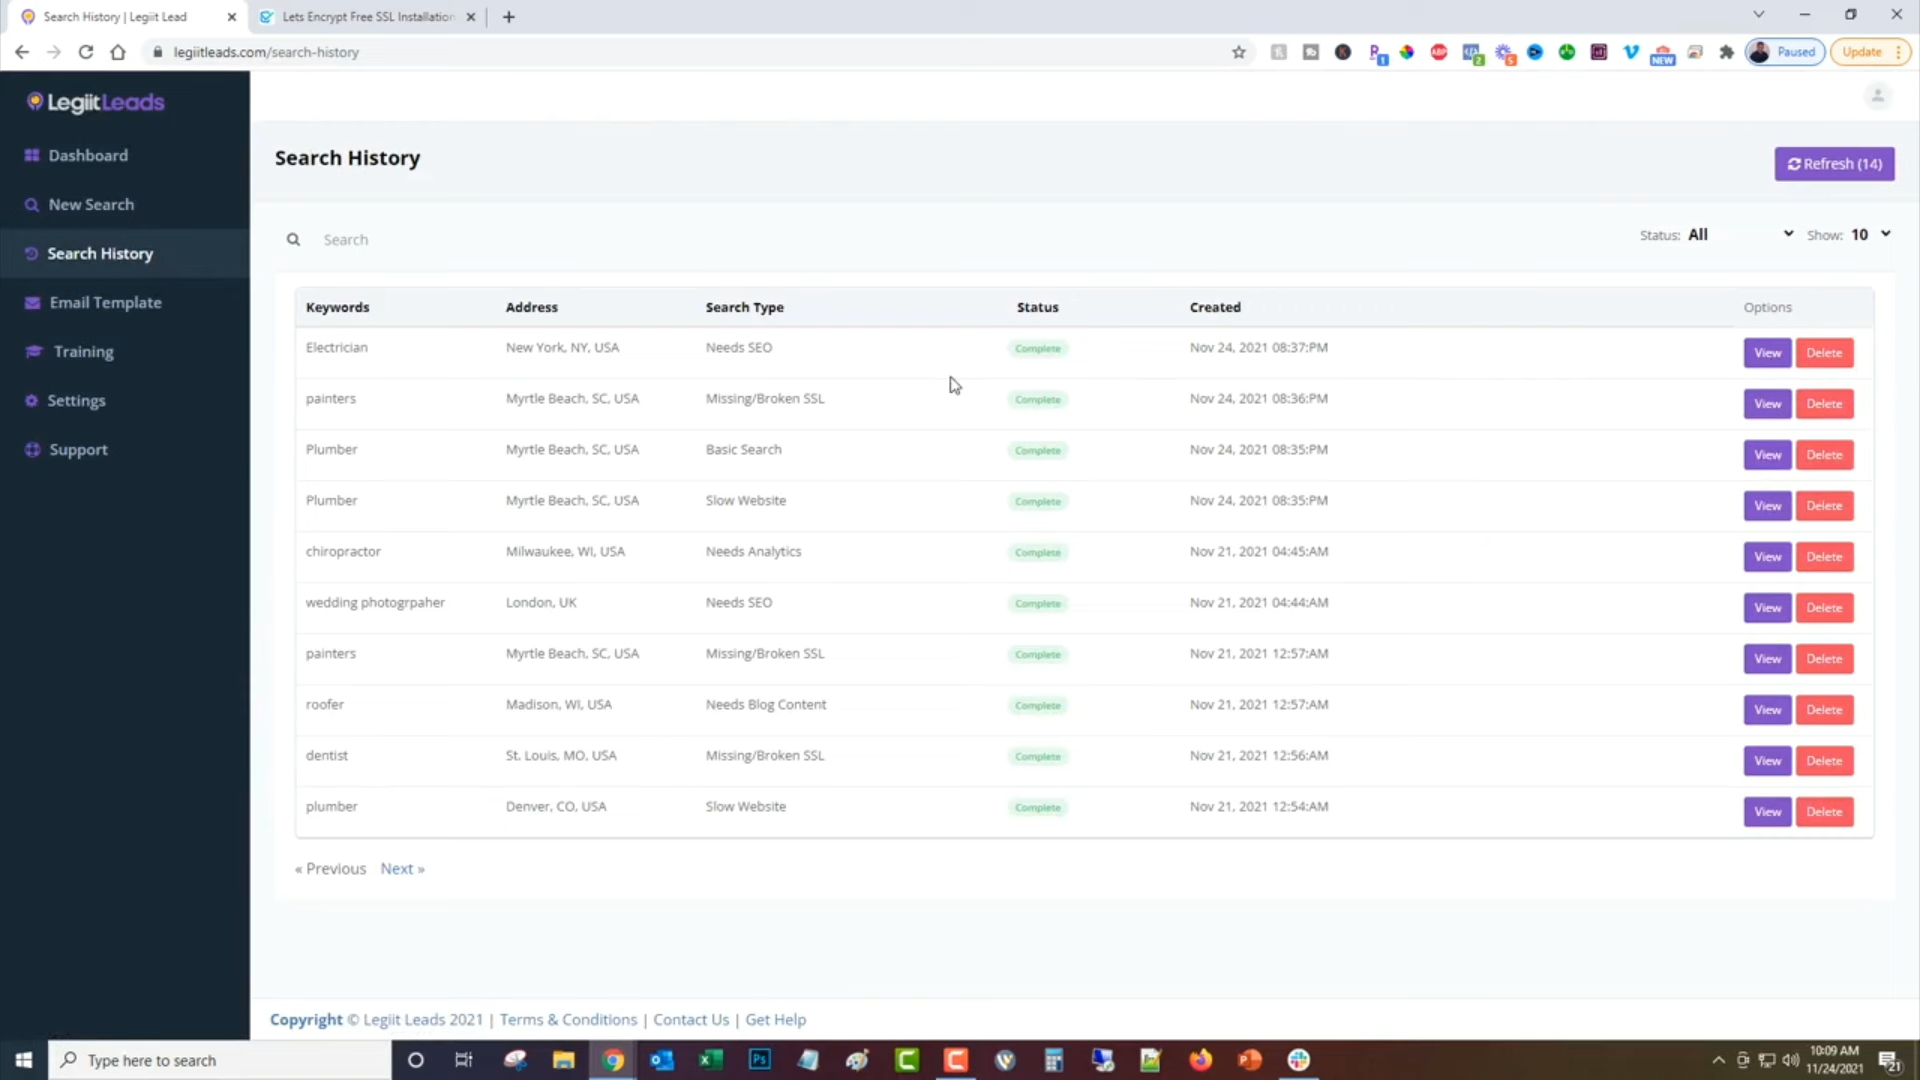 Search History | Legiit Lead
Lets Encrypt Free SSL Installation
legiitleads.com/search-history
Paused
Update
NEW
LegiitLeads
Dashboard
New Search
Search History
Email Template
Training
Settings
Support
Search History
Refresh (14)
Search
Status: All
Show: 10
Keywords Address Search Type Status Created Options
Electrician New York, NY, USA Needs SEO Complete Nov 24, 2021 08:37:PM View Delete
painters Myrtle Beach, SC, USA Missing/Broken SSL Complete Nov 24, 2021 08:36:PM View Delete
Plumber Myrtle Beach, SC, USA Basic Search Complete Nov 24, 2021 08:35:PM View Delete
Plumber Myrtle Beach, SC, USA Slow Website Complete Nov 24, 2021 08:35:PM View Delete
chiropractor Milwaukee, WI, USA Needs Analytics Complete Nov 21, 2021 04:45:AM View Delete
wedding photogrpaher London, UK Needs SEO Complete Nov 21, 2021 04:44:AM View Delete
painters Myrtle Beach, SC, USA Missing/Broken SSL Complete Nov 21, 2021 12:57:AM View Delete
roofer Madison, WI, USA Needs Blog Content Complete Nov 21, 2021 12:57:AM View Delete
dentist St. Louis, MO, USA Missing/Broken SSL Complete Nov 21, 2021 12:56:AM View Delete
plumber Denver, CO, USA Slow Website Complete Nov 21, 2021 12:54:AM View Delete
« Previous Next »
Copyright © Legiit Leads 2021 | Terms & Conditions | Contact Us | Get Help
Type here to search
10:09 AM
11/24/2021
21